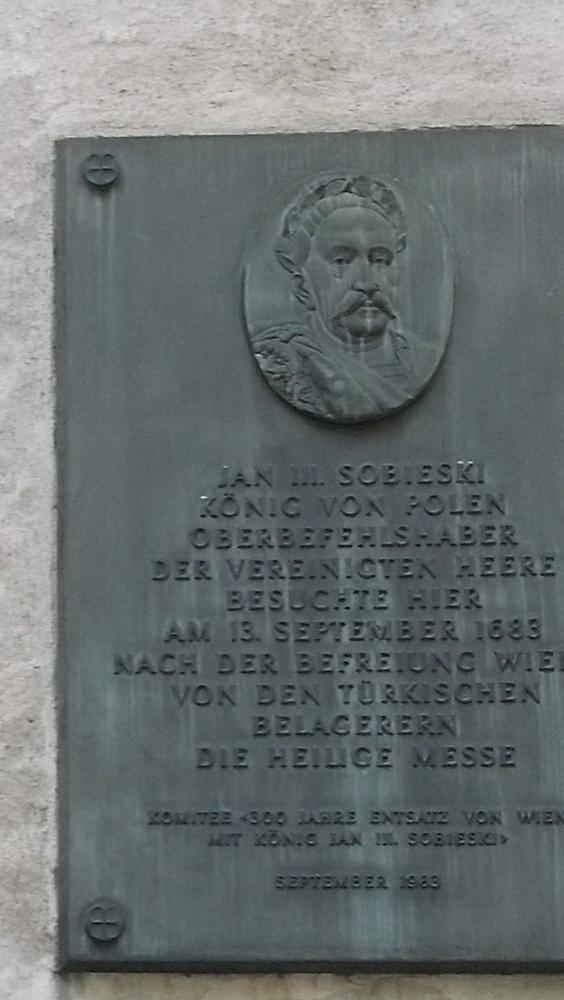 JAN III. SOBIESKI
KÖNIG VON POLEN
OBERBEFEHLSHABER
DER VEREINIGTEN HEERE
BESUCHTE HIER
AM 13. SEPTEMBER 1683
NACH DER BEFREIUNG WIEN
VON DEN TÜRKISCHEN
BELAGERERN
DIE HEILIGE MESSE
KOMITEE <300 JAHRE ENTSATZ VON WIEN
MIT KÖNIG JAN III. SOBIESKI>
SEPTEMBER 1983